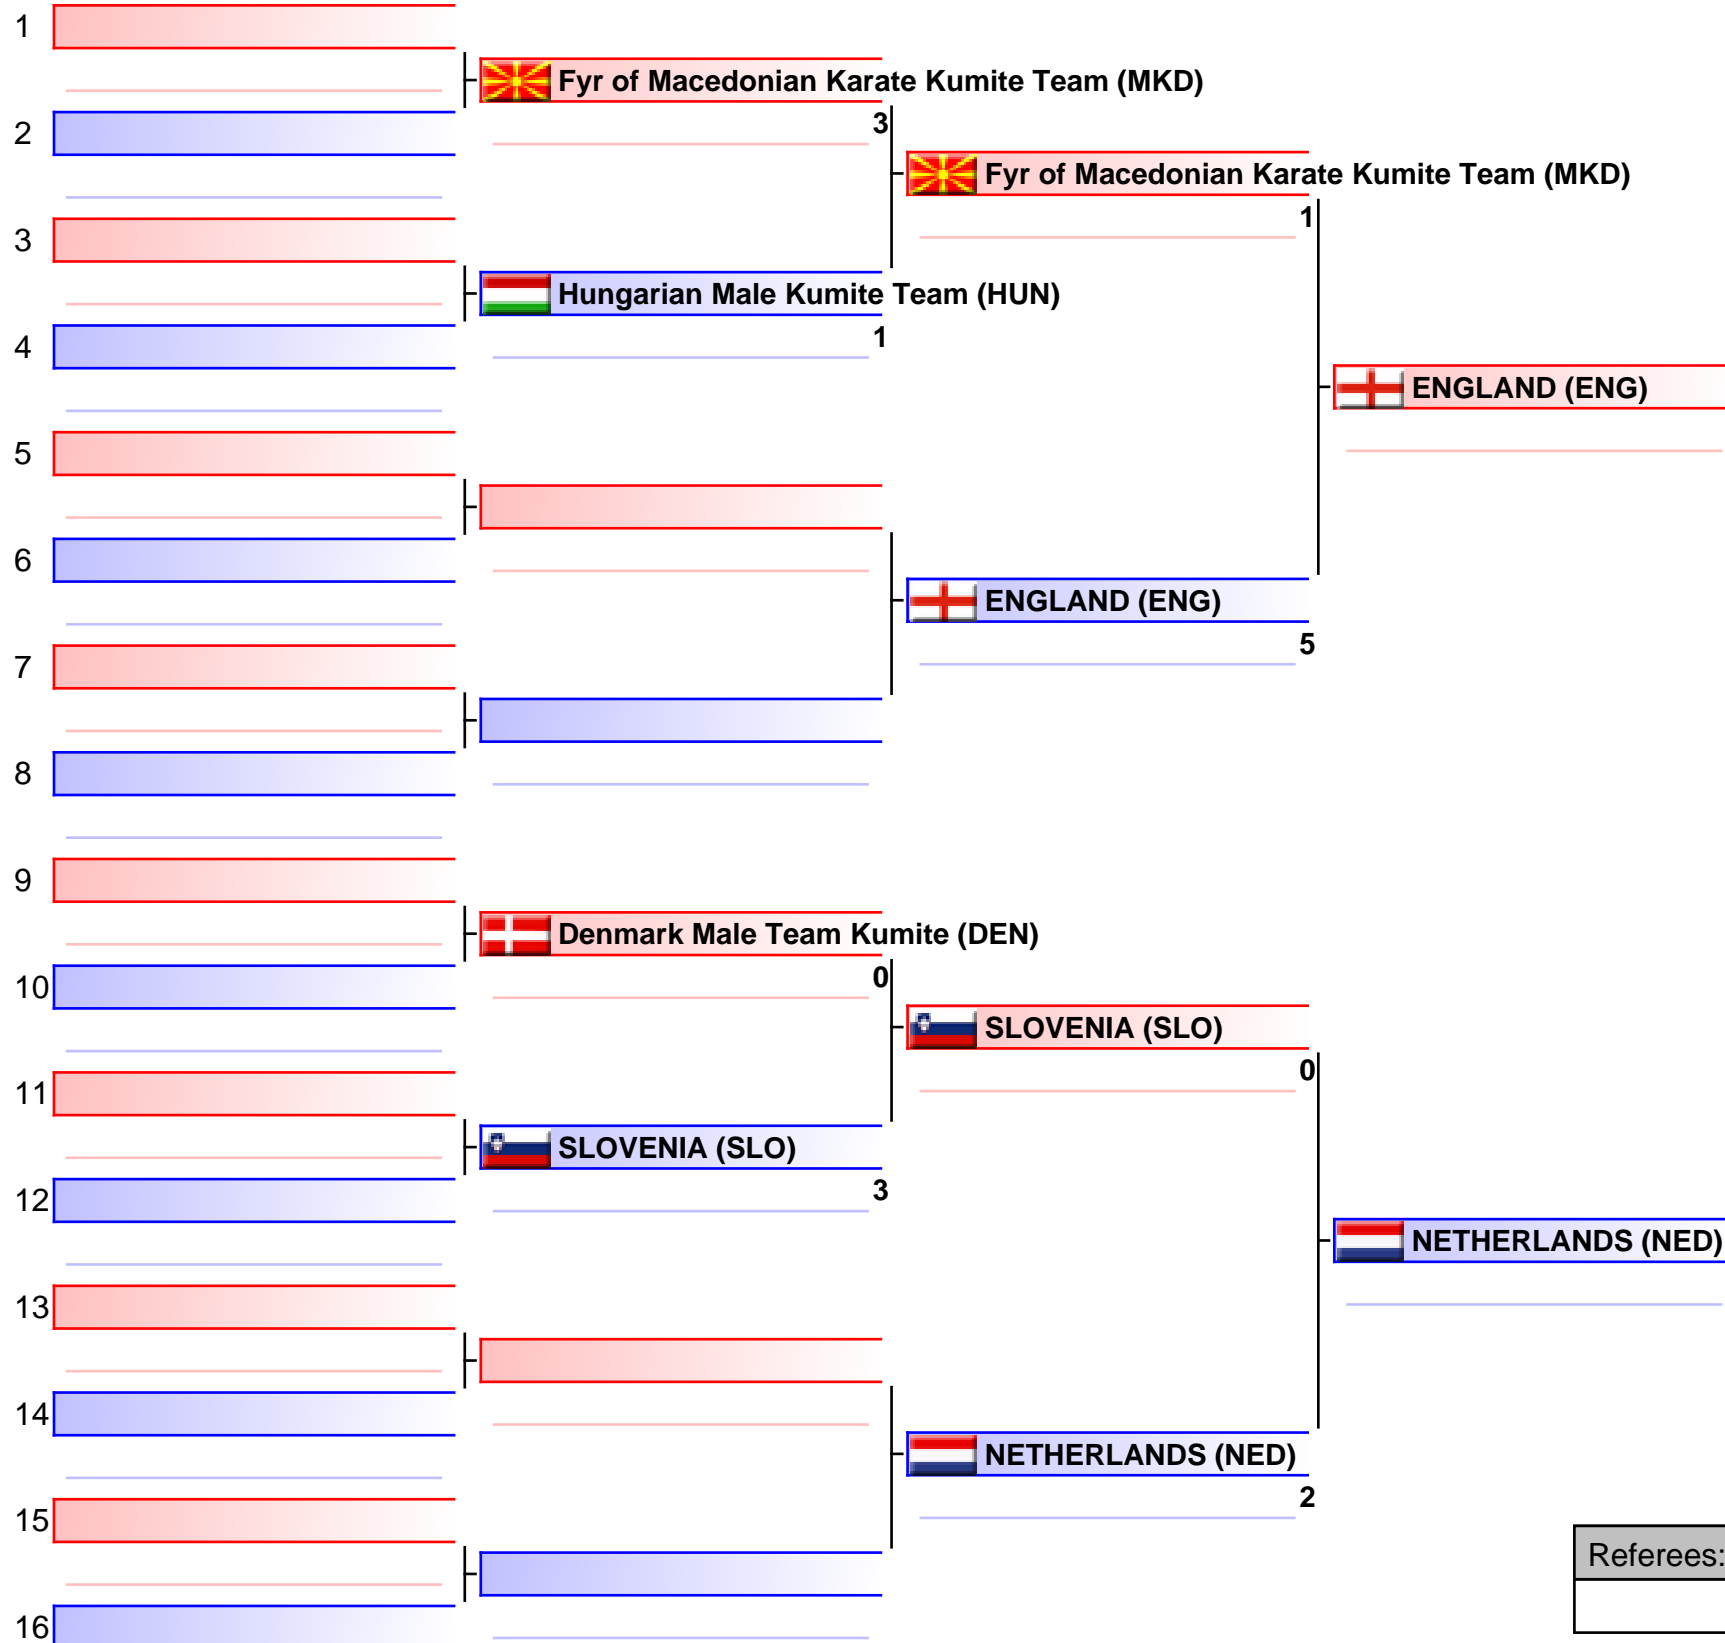 1
Fyr of Macedonian Karate Kumite Team (MKD)
2
3
Fyr of Macedonian Karate Kumite Team (MKD)
1
3
Hungarian Male Kumite Team (HUN)
4
1
ENGLAND (ENG)
5
6
ENGLAND (ENG)
5
7
8
9
Denmark Male Team Kumite (DEN)
10
0
SLOVENIA (SLO)
0
11
SLOVENIA (SLO)
12
3
NETHERLANDS (NED)
13
14
NETHERLANDS (NED)
2
15
Referees:
16